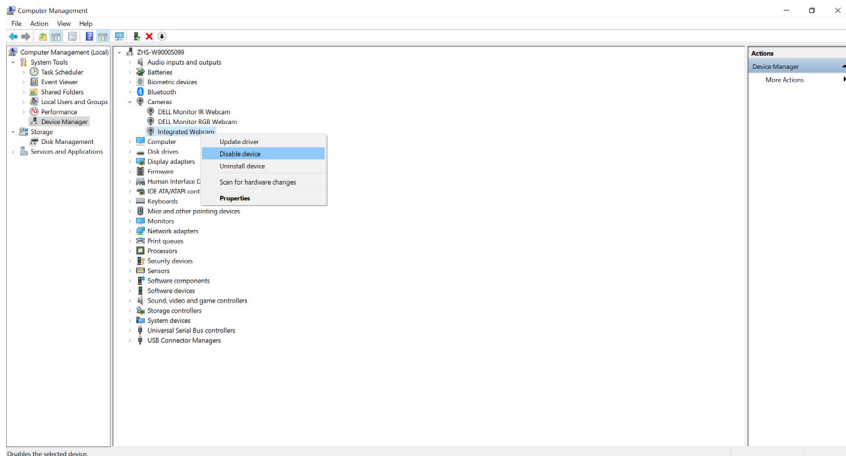 Computer Management
File Action View Help
Computer Management (Local)
System Tools
Task Scheduler
Event Viewer
Shared Folders
Local Users and Groups
Performance
Device Manager
Storage
Disk Management
Services and Applications
ZHS-W90005099
Audio inputs and outputs
Batteries
Biometric devices
Bluetooth
Cameras
DELL Monitor IR Webcam
DELL Monitor RGB Webcam
Integrated Webcam
Computer
Disk drives
Display adapters
Firmware
Human Interface D
IDE ATA/ATAPI cont
Keyboards
Mice and other pointing devices
Monitors
Network adapters
Print queues
Processors
Security devices
Sensors
Software components
Software devices
Sound, video and game controllers
Storage controllers
System devices
Universal Serial Bus controllers
USB Connector Managers
Update driver
Disable device
Uninstall device
Scan for hardware changes
Properties
Actions
Device Manager
More Actions
Disables the selected device.